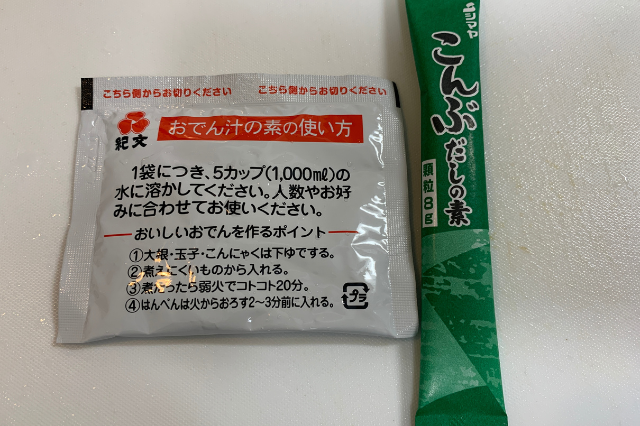 こちら側からお切りください こちら側からお切りください
紀文
おでん汁の素の使い方
1袋につき、5カップ(1,000㎖)の
水に溶かしてください。人数やお好
みに合わせてお使いください。
おいしいおでんを作るポイント
①大根・玉子・こんにゃくは下ゆでする。
②煮えにくいものから入れる。
③煮たったら弱火でコトコト20分。
④はんぺんは火からおろす2〜3分前に入れる。
プラ
シマヤ
こんぶだしの素
顆粒8g